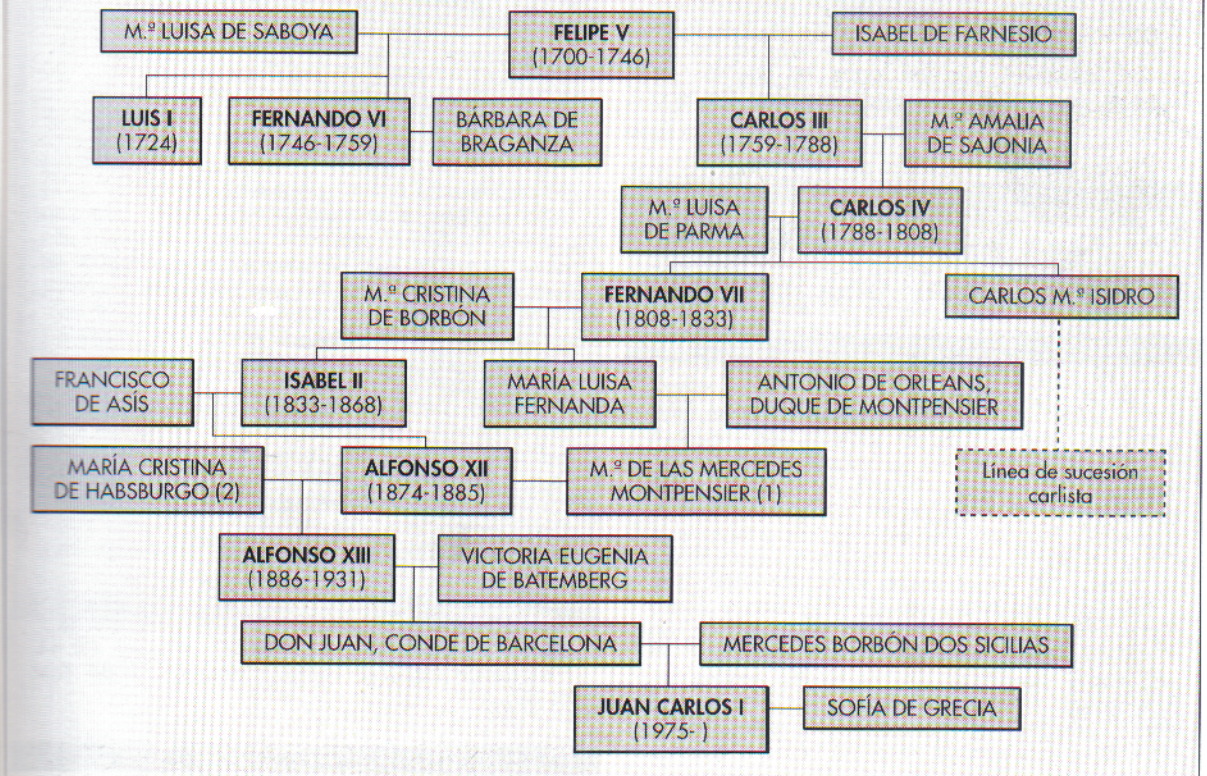 M.ª LUISA DE SABOYA
FELIPE V
(1700-1746)
ISABEL DE FARNESIO
LUIS I
(1724)
FERNANDO VI
(1746-1759)
BÁRBARA DE
BRAGANZA
CARLOS III
(1759-1788)
M.ª AMALIA
DE SAJONIA
M.ª LUISA
DE PARMA
CARLOS IV
(1788-1808)
M.ª CRISTINA
DE BORBÓN
FERNANDO VII
(1808-1833)
CARLOS M.ª ISIDRO
FRANCISCO
DE ASÍS
ISABEL II
(1833-1868)
MARÍA LUISA
FERNANDA
ANTONIO DE ORLEANS,
DUQUE DE MONTPENSIER
MARÍA CRISTINA
DE HABSBURGO (2)
ALFONSO XII
(1874-1885)
M.ª DE LAS MERCEDES
MONTPENSIER (1)
Línea de sucesión
carlista
ALFONSO XIII
(1886-1931)
VICTORIA EUGENIA
DE BATEMBERG
DON JUAN, CONDE DE BARCELONA
MERCEDES BORBÓN DOS SICILIAS
JUAN CARLOS I
(1975- )
SOFÍA DE GRECIA